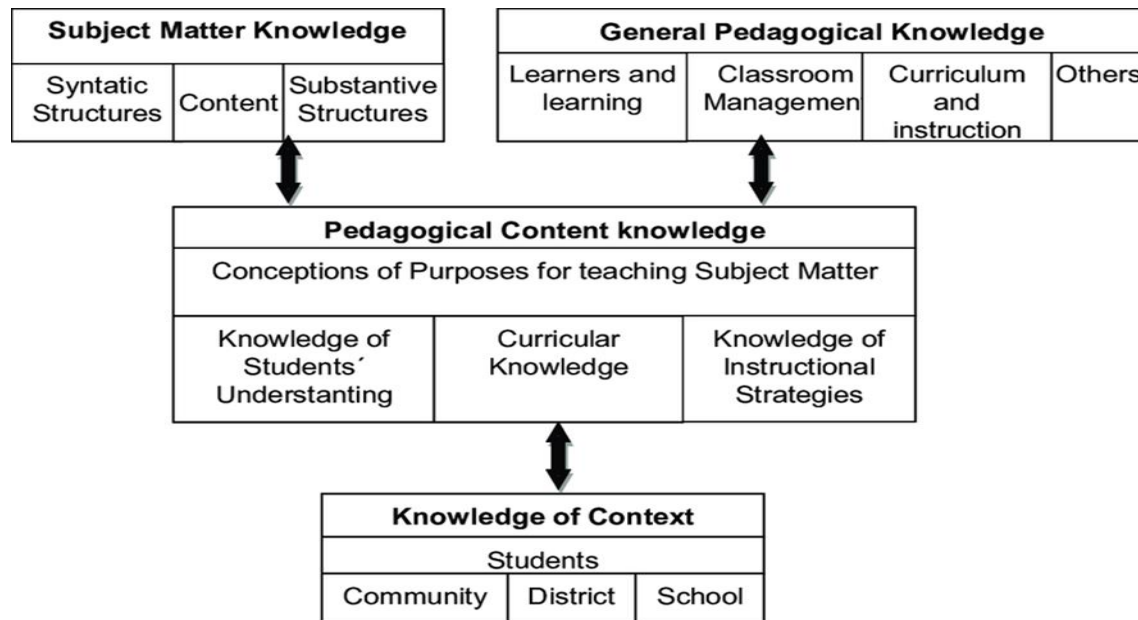 Subject Matter Knowledge
Syntatic
Structures
Content
Substantive
Structures
General Pedagogical Knowledge
Learners and
learning
Classroom
Managemen
Curriculum
and
instruction
Others
Pedagogical Content knowledge
Conceptions of Purposes for teaching Subject Matter
Knowledge of
Students´
Understanting
Curricular
Knowledge
Knowledge of
Instructional
Strategies
Knowledge of Context
Students
Community
District
School